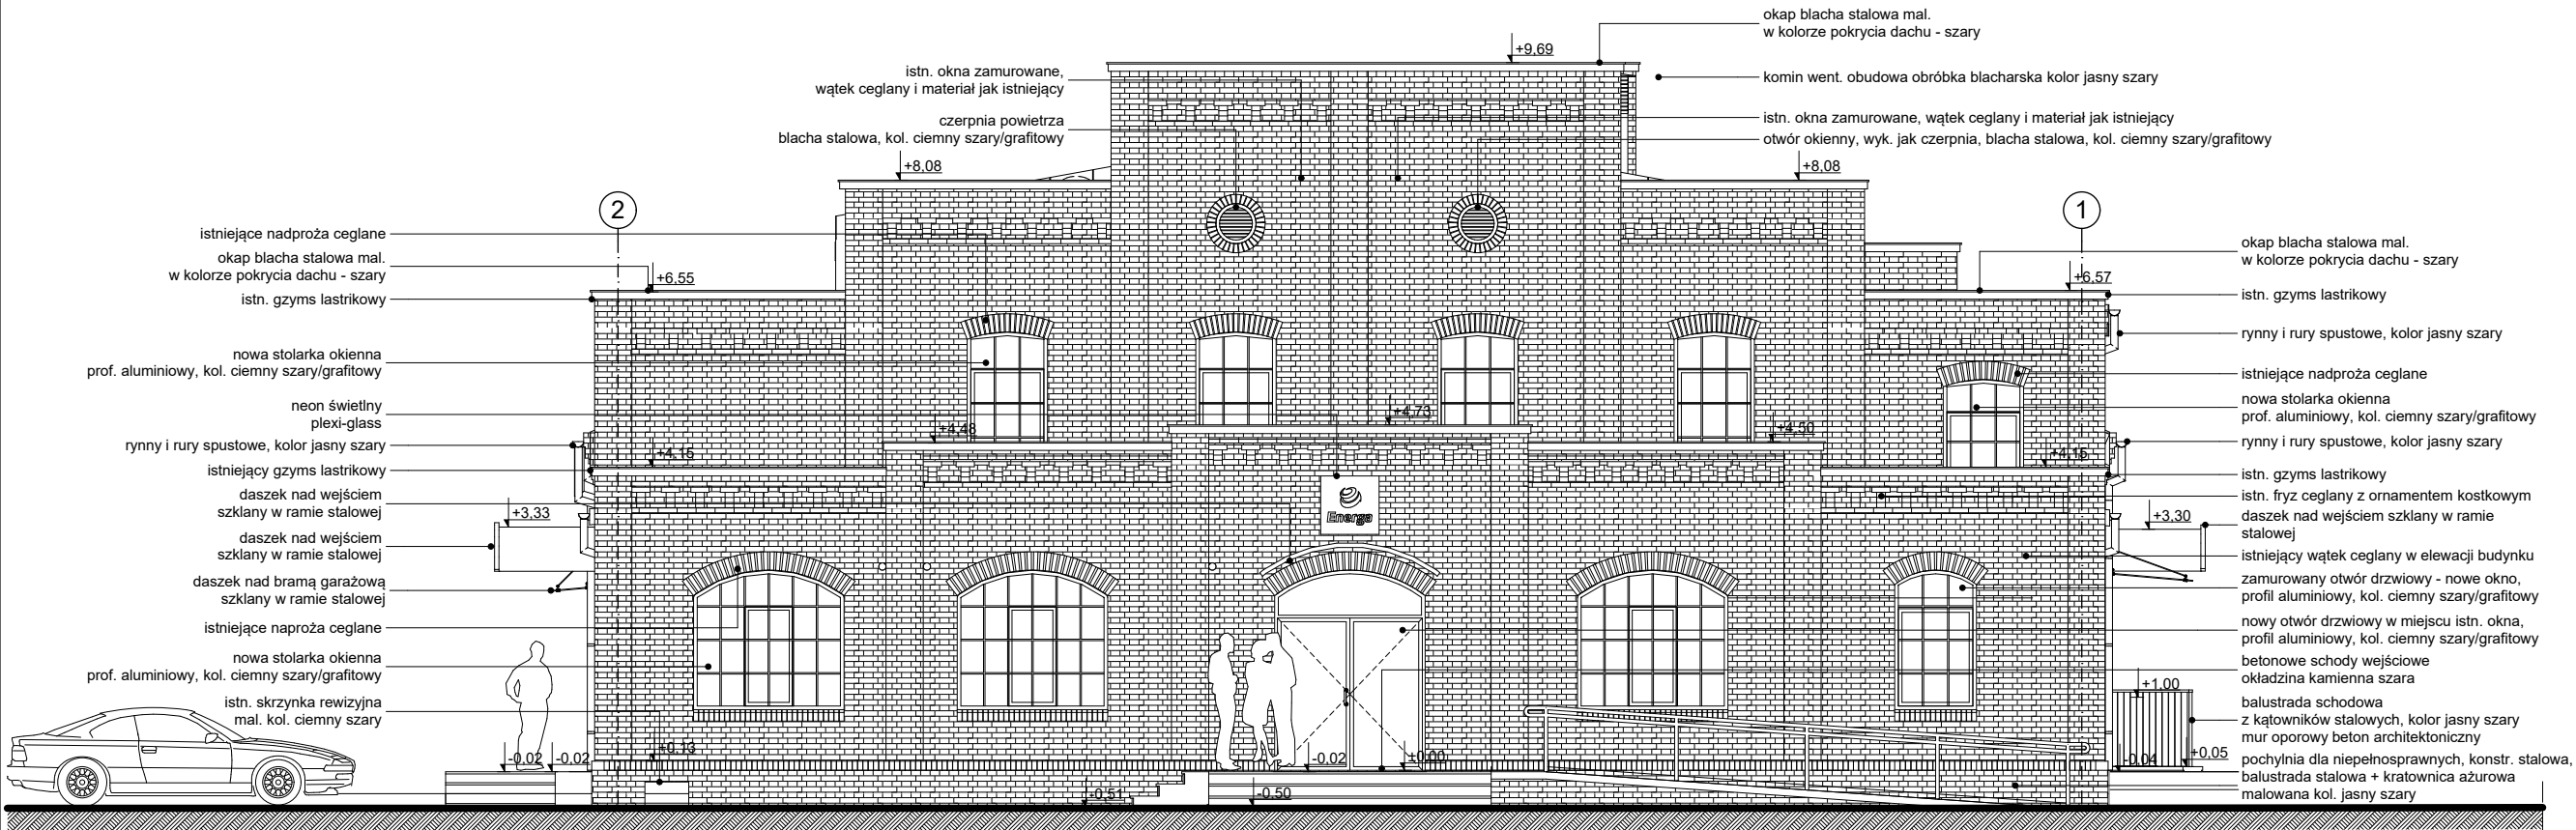 okap blacha stalowa mal.
w kolorze pokrycia dachu - szary
+9,69
istn. okna zamurowane,
wątek ceglany i materiał jak istniejący
komin went. obudowa obróbka blacharska kolor jasny szary
czerpnia powietrza
blacha stalowa, kol. ciemny szary/grafitowy
istn. okna zamurowane, wątek ceglany i materiał jak istniejący
otwór okienny, wyk. jak czerpnia, blacha stalowa, kol. ciemny szary/grafitowy
+8,08
+8,08
2
1
istniejące nadproża ceglane
okap blacha stalowa mal.
w kolorze pokrycia dachu - szary
+6,55
istn. gzyms lastrikowy
nowa stolarka okienna
prof. aluminiowy, kol. ciemny szary/grafitowy
neon świetlny
plexi-glass
rynny i rury spustowe, kolor jasny szary
istniejący gzyms lastrikowy
daszek nad wejściem
szklany w ramie stalowej
+3,33
daszek nad wejściem
szklany w ramie stalowej
daszek nad bramą garażową
szklany w ramie stalowej
istniejące naproża ceglane
nowa stolarka okienna
prof. aluminiowy, kol. ciemny szary/grafitowy
istn. skrzynka rewizyjna
mal. kol. ciemny szary
+4,15
+4,48
+4,73
+4,50
+4,15
Energa
-0,02
-0,02
+0,13
-0,51
-0,50
-0,02
±0,00
okap blacha stalowa mal.
w kolorze pokrycia dachu - szary
+6,57
istn. gzyms lastrikowy
rynny i rury spustowe, kolor jasny szary
istniejące nadproża ceglane
nowa stolarka okienna
prof. aluminiowy, kol. ciemny szary/grafitowy
rynny i rury spustowe, kolor jasny szary
istn. gzyms lastrikowy
istn. fryz ceglany z ornamentem kostkowym
+3,30
daszek nad wejściem szklany w ramie
stalowej
istniejący wątek ceglany w elewacji budynku
zamurowany otwór drzwiowy - nowe okno,
profil aluminiowy, kol. ciemny szary/grafitowy
nowy otwór drzwiowy w miejscu istn. okna,
profil aluminiowy, kol. ciemny szary/grafitowy
betonowe schody wejściowe
okładzina kamienna szara
+1,00
balustrada schodowa
z kątowników stalowych, kolor jasny szary
mur oporowy beton architektoniczny
-0,04
+0,05
pochylnia dla niepełnosprawnych, konstr. stalowa,
balustrada stalowa + kratownica ażurowa
malowana kol. jasny szary